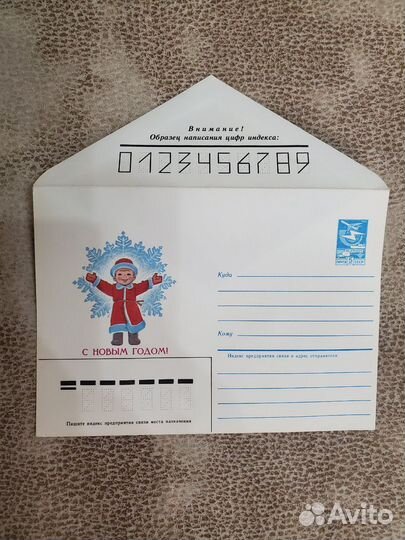 Внимание!
Образец написания цифр индекса:
0123456789
Куда
Кому
Индекс предприятия связи и адрес отправителя
С НОВЫМ ГОДОМ!
Пишите индекс предприятия связи места назначения
Avito